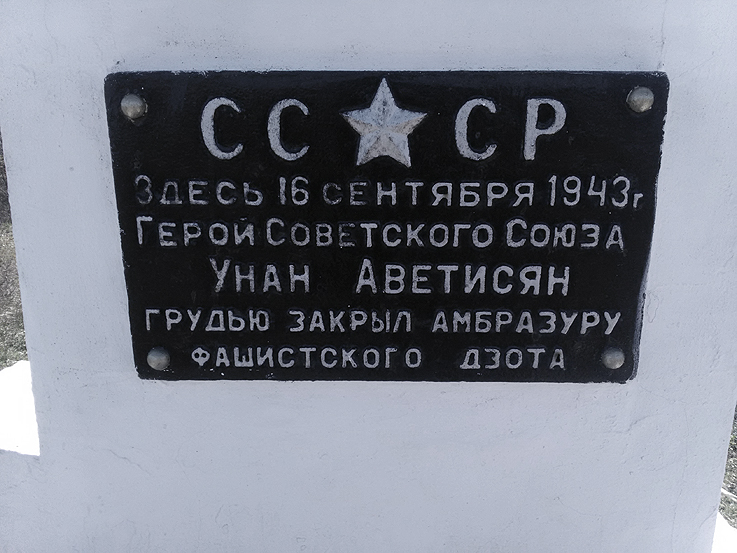 СС СР
Здесь 16 сентября 1943г
Герой Советского Союза
Унан Аветисян
грудью закрыл амбразуру
фашистского дзота